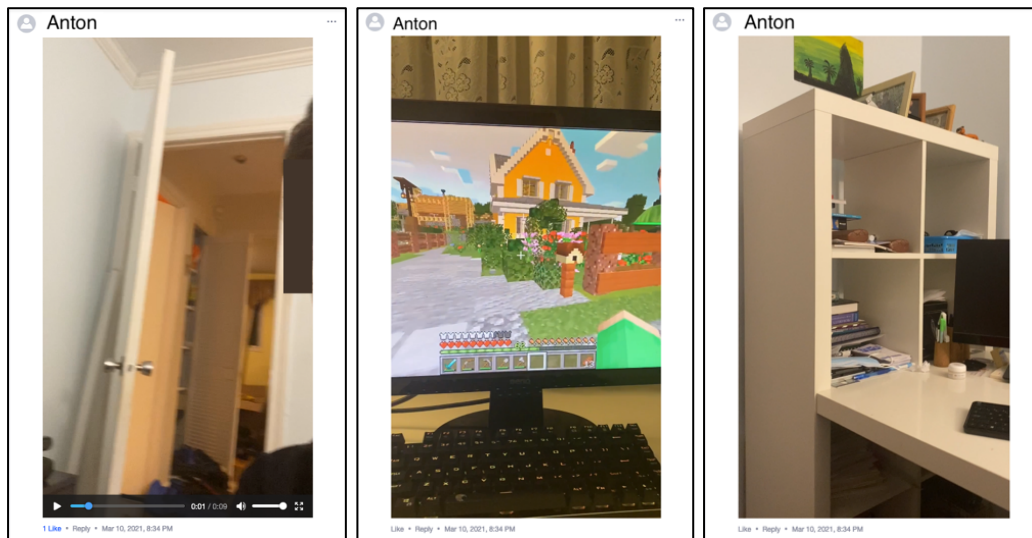 Anton
...
0:01 / 0:09
1 Like • Reply • Mar 10, 2021, 8:34 PM
Anton
...
Like • Reply • Mar 10, 2021, 8:34 PM
Anton
Like • Reply • Mar 10, 2021, 8:34 PM